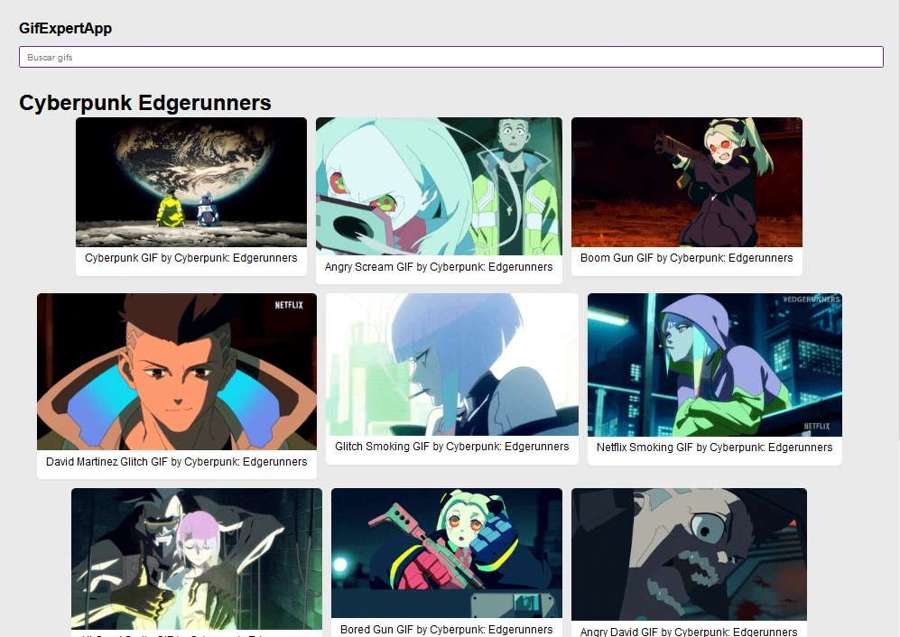 GifExpertApp
Buscar gifs
Cyberpunk Edgerunners
Cyberpunk GIF by Cyberpunk: Edgerunners
Angry Scream GIF by Cyberpunk: Edgerunners
Boom Gun GIF by Cyberpunk: Edgerunners
NETFLIX
#EDGERUNNERS
NETFLIX
David Martinez Glitch GIF by Cyberpunk: Edgerunners
Glitch Smoking GIF by Cyberpunk: Edgerunners
Netflix Smoking GIF by Cyberpunk: Edgerunners
Bored Gun GIF by Cyberpunk: Edgerunners
Angry David GIF by Cyberpunk: Edgerunners